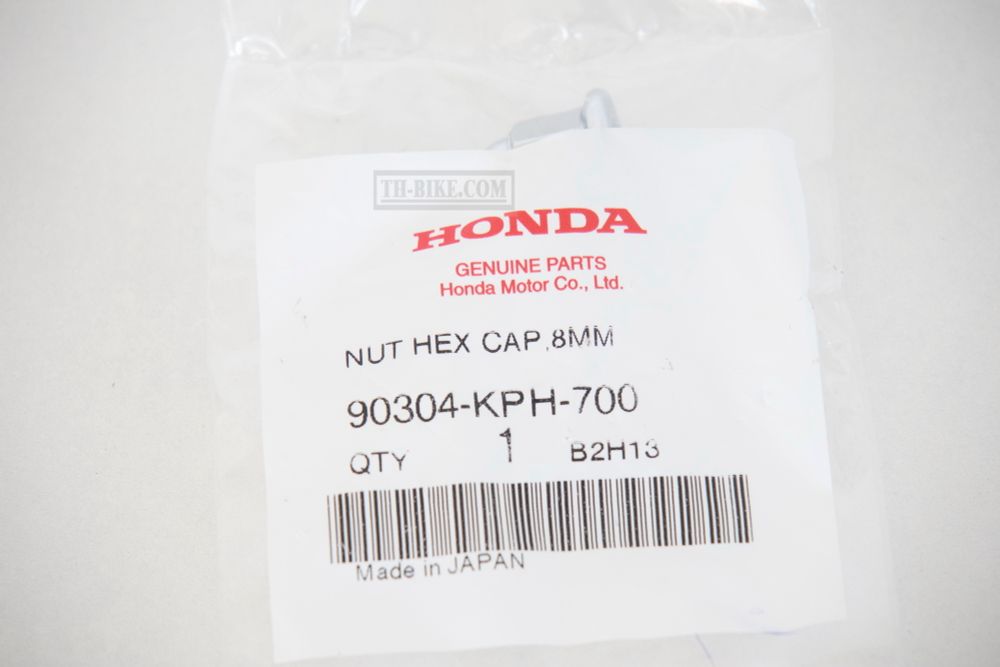 TH-BIKE.COM
HONDA
GENUINE PARTS
Honda Motor Co., Ltd.
NUT HEX CAP,8MM
90304-KPH-700
QTY 1 B2H13
Made in JAPAN